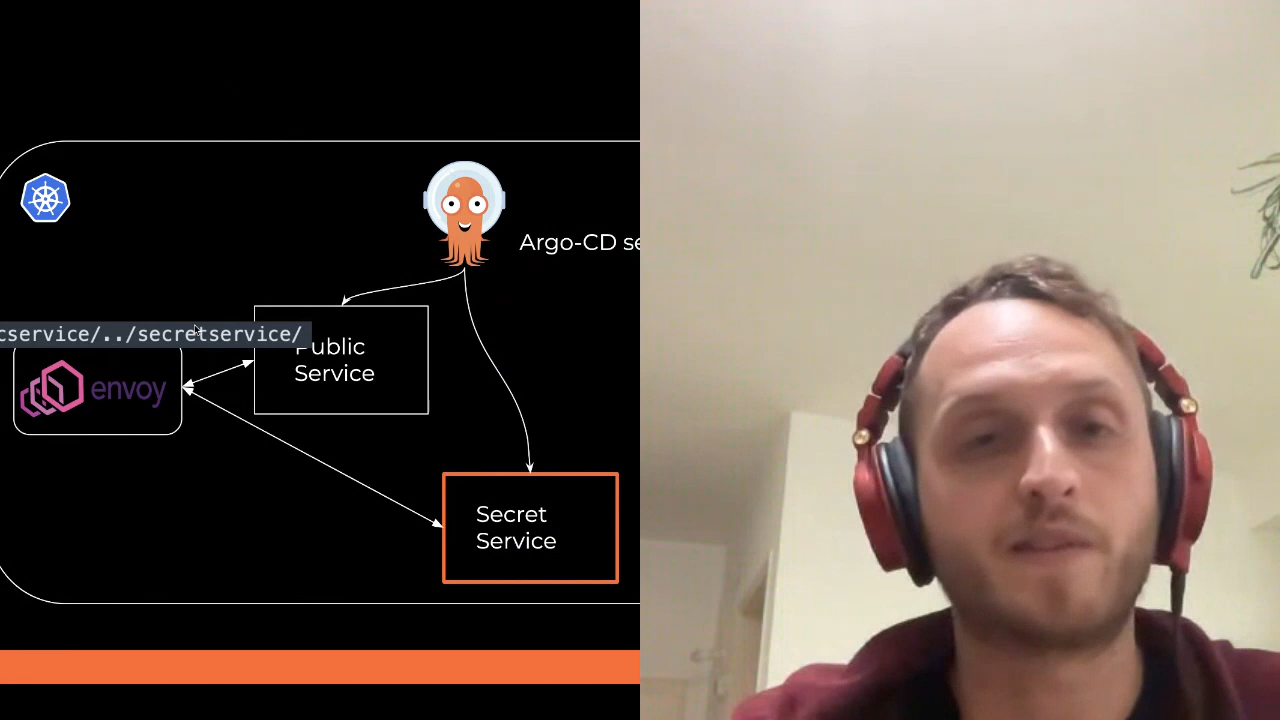 Argo-CD se
cservice/../secretservice/
Public
Service
envoy
Secret
Service